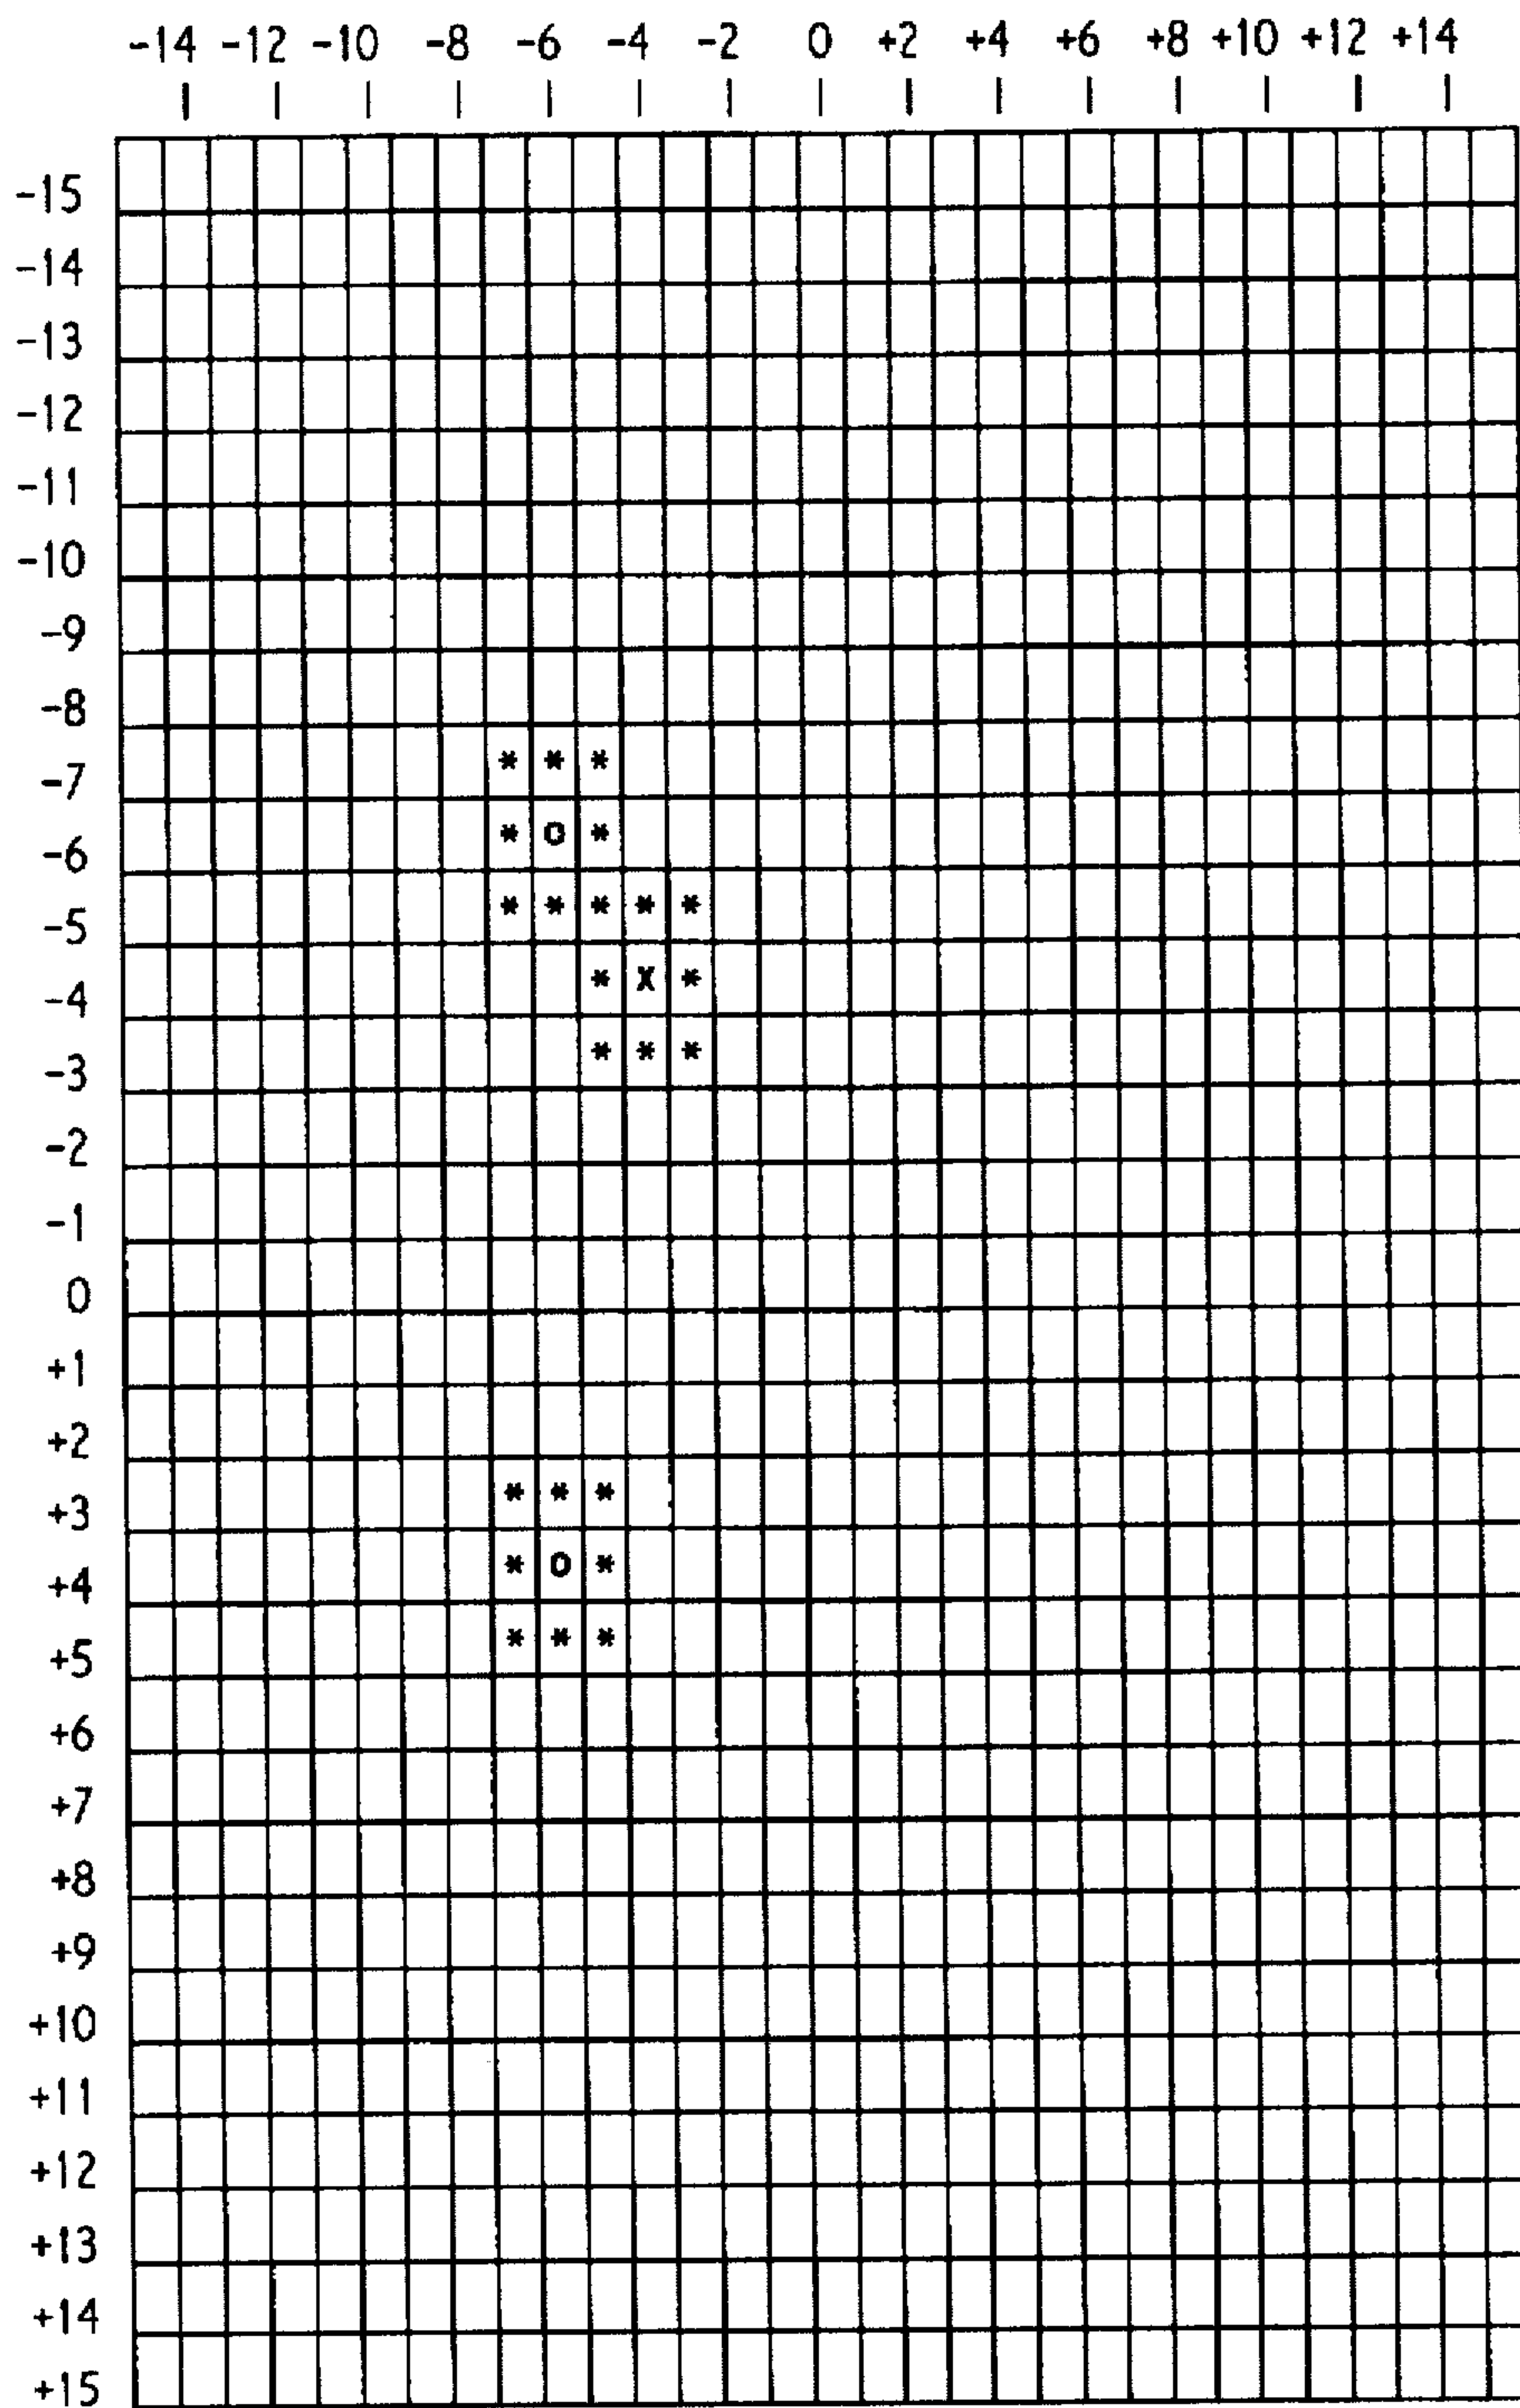 -14 -12 -10 -8 -6 -4 -2 0 +2 +4 +6 +8 +10 +12 +14
-15
-14
-13
-12
-11
-10
-9
-8
-7 * * *
-6 * O *
-5 * * * * *
-4 * X *
-3 * * *
-2
-1
0
+1
+2
+3 * * *
+4 * O *
+5 * * *
+6
+7
+8
+9
+10
+11
+12
+13
+14
+15